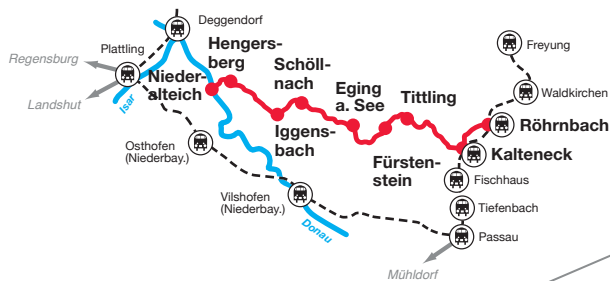 Deggendorf
Plattling
Regensburg
Landshut
Isar
Nieder-
alteich
Hengers-
berg
Schöll-
nach
Iggens-
bach
Eging
a. See
Tittling
Fürsten-
stein
Freyung
Waldkirchen
Röhrnbach
Kalteneck
Fischhaus
Tiefenbach
Passau
Mühldorf
Osthofen
(Niederbay.)
Vilshofen
(Niederbay.)
Donau